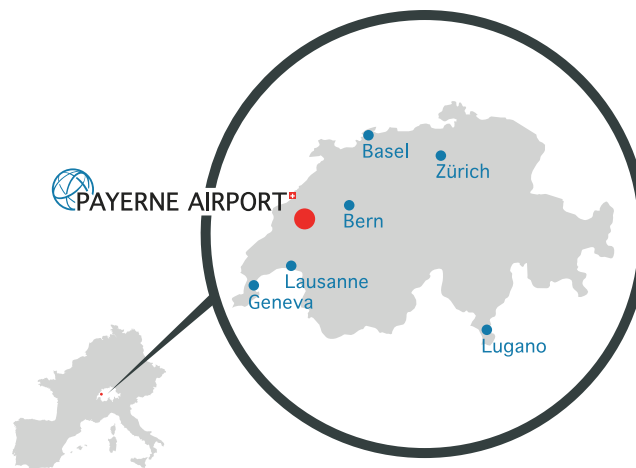 Basel
Zürich
PAYERNE AIRPORT
Bern
Lausanne
Geneva
Lugano